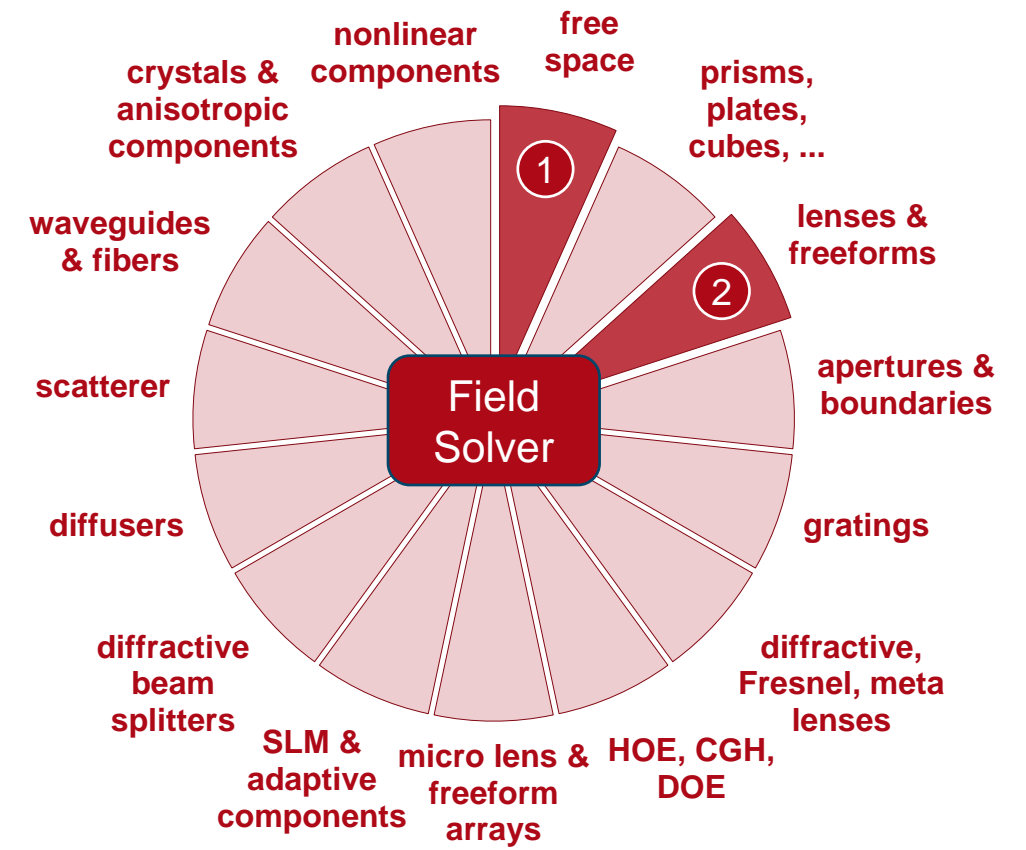 free
space
prisms,
plates,
cubes, ...
lenses &
freeforms
apertures &
boundaries
gratings
diffractive,
Fresnel, meta
lenses
HOE, CGH,
DOE
micro lens &
freeform
arrays
SLM &
adaptive
components
diffractive
beam
splitters
diffusers
scatterer
waveguides
& fibers
crystals &
anisotropic
components
nonlinear
components
1
2
Field
Solver